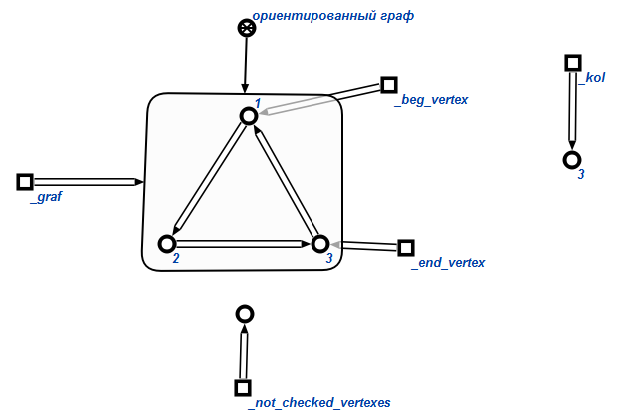 ориентированный граф
_kol
1
_beg_vertex
3
_graf
2
3
_end_vertex
_not_checked_vertexes